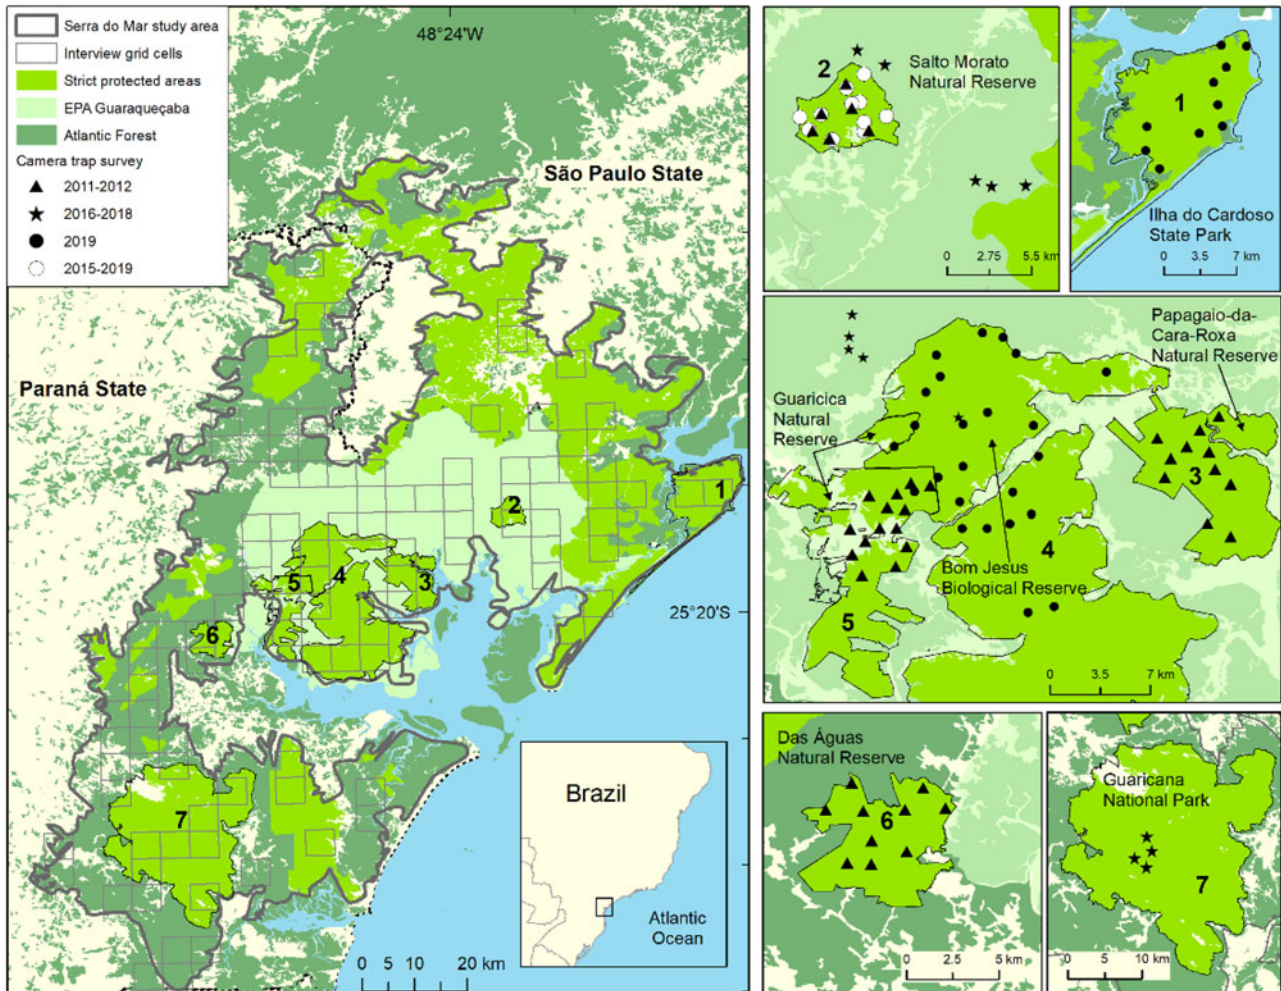 Serra do Mar study area
Interview grid cells
Strict protected areas
EPA Guaraqueçaba
Atlantic Forest
Camera trap survey
2011-2012
2016-2018
2019
2015-2019
48°24'W
São Paulo State
Paraná State
1
2
3
4
5
6
7
25°20'S
Brazil
Atlantic
Ocean
0 5 10 20 km
2
Salto Morato
Natural Reserve
0 2.75 5.5 km
1
Ilha do Cardoso
State Park
0 3.5 7 km
Papagaio-da-
Cara-Roxa
Natural Reserve
Guaricica
Natural
Reserve
3
4
Bom Jesus
Biological Reserve
5
0 3.5 7 km
Das Águas
Natural Reserve
6
0 2.5 5 km
Guaricana
National Park
7
0 5 10 km